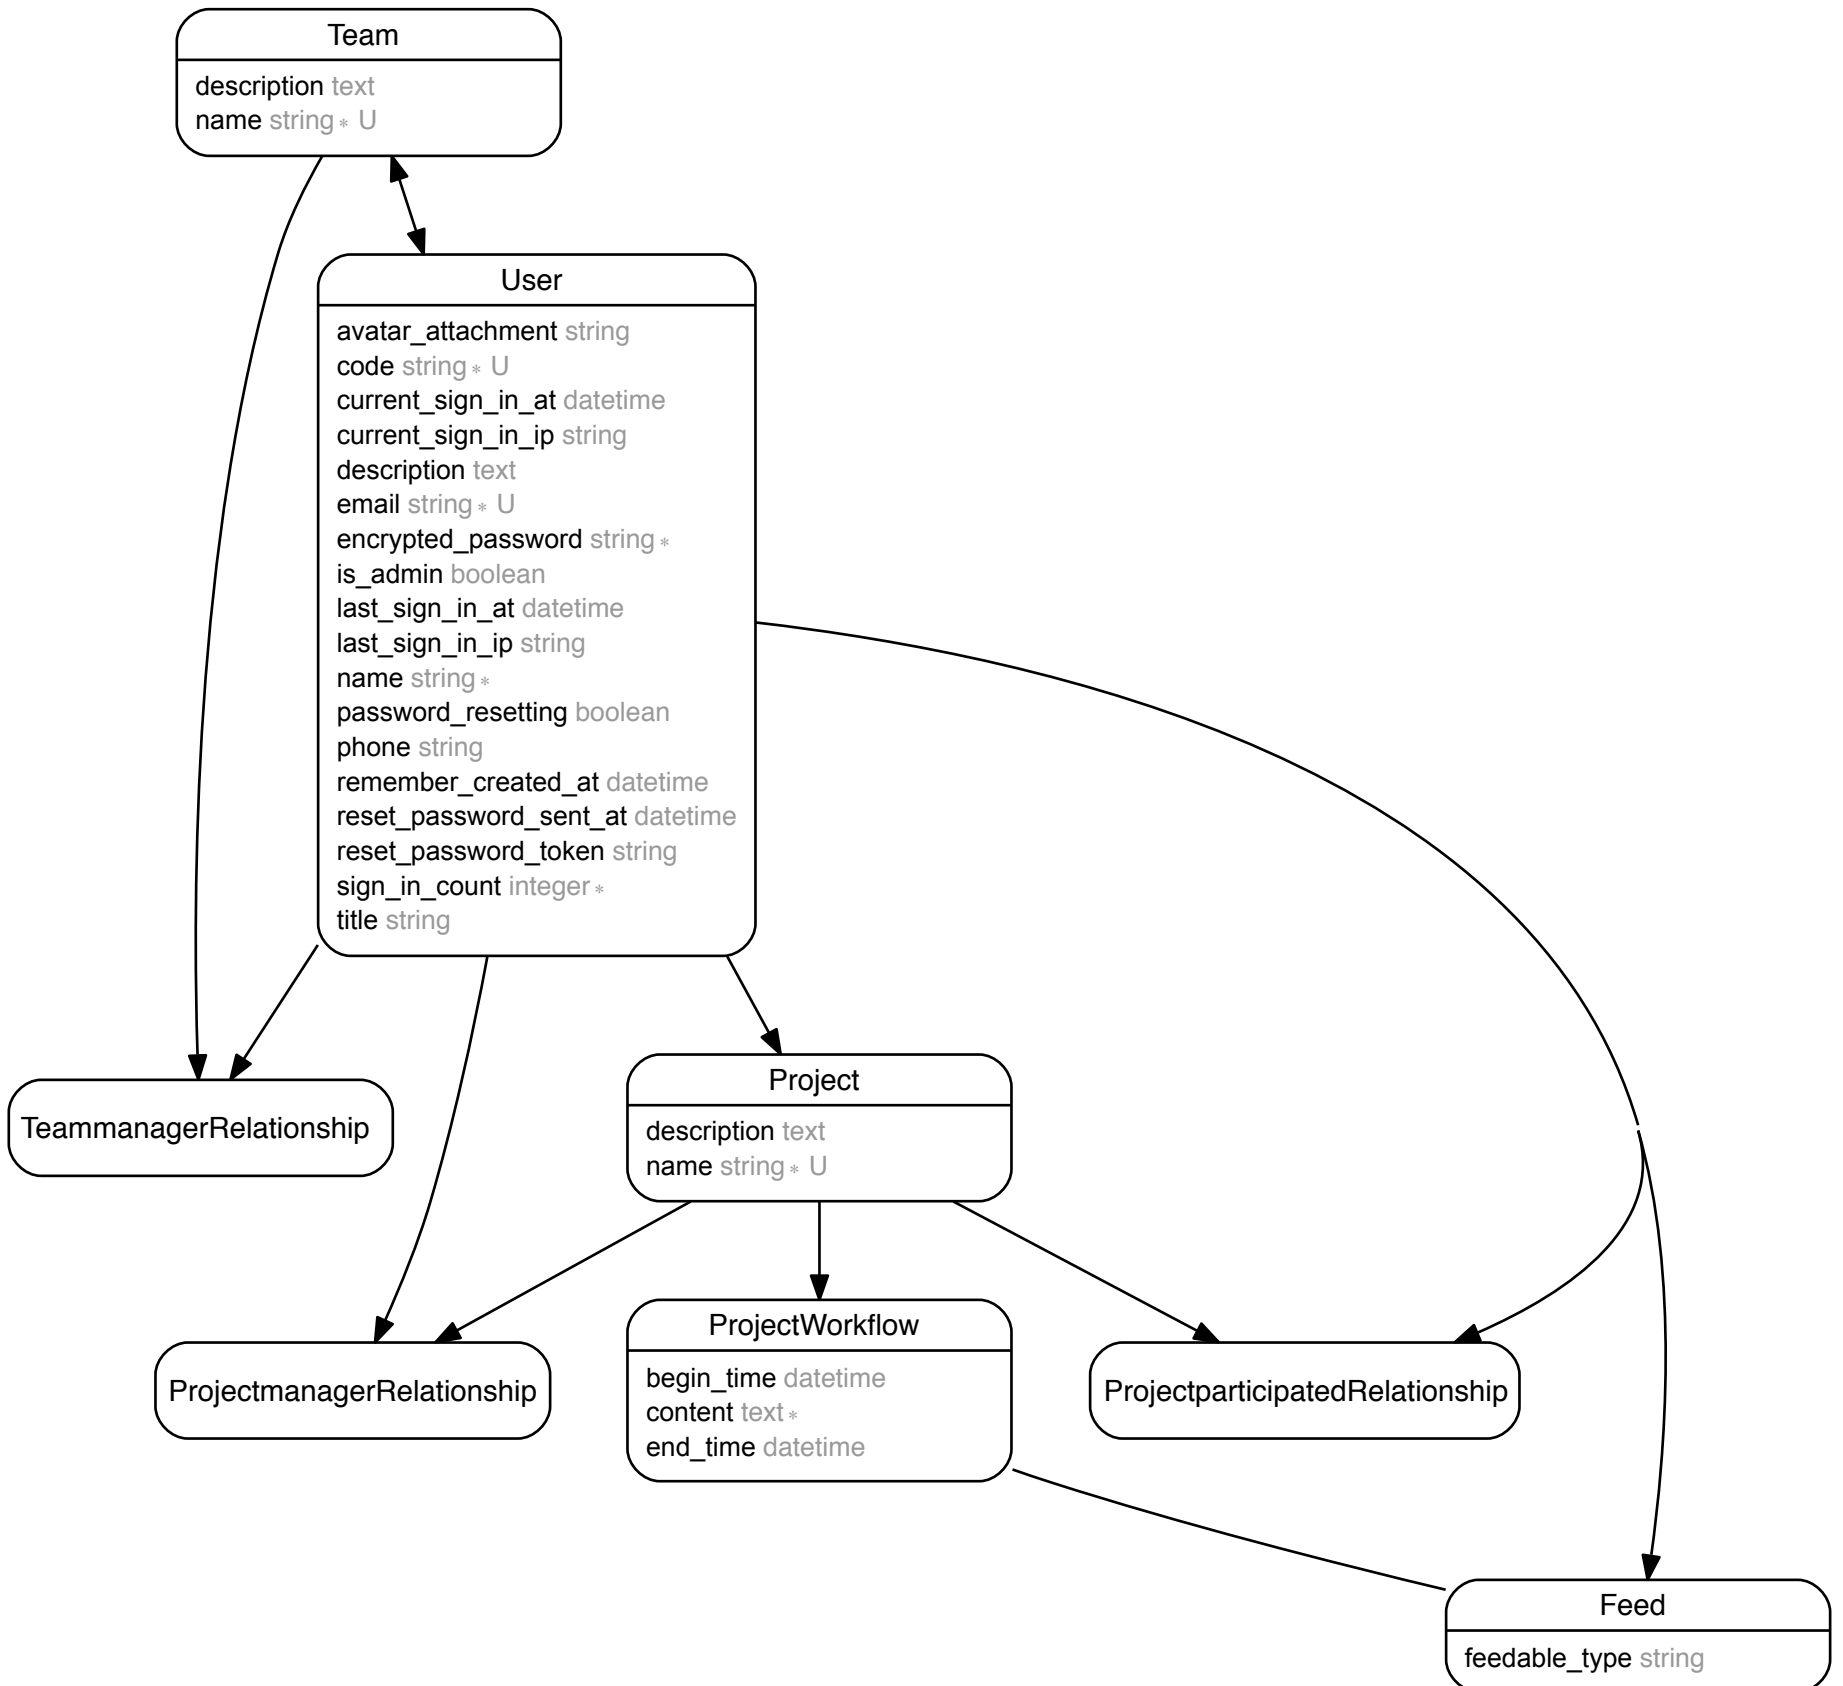 Team
description text
name string * U
User
avatar_attachment string
code string * U
current_sign_in_at datetime
current_sign_in_ip string
description text
email string * U
encrypted_password string *
is_admin boolean
last_sign_in_at datetime
last_sign_in_ip string
name string *
password_resetting boolean
phone string
remember_created_at datetime
reset_password_sent_at datetime
reset_password_token string
sign_in_count integer *
title string
TeammanagerRelationship
Project
description text
name string * U
ProjectmanagerRelationship
ProjectWorkflow
begin_time datetime
content text *
end_time datetime
ProjectparticipatedRelationship
Feed
feedable_type string